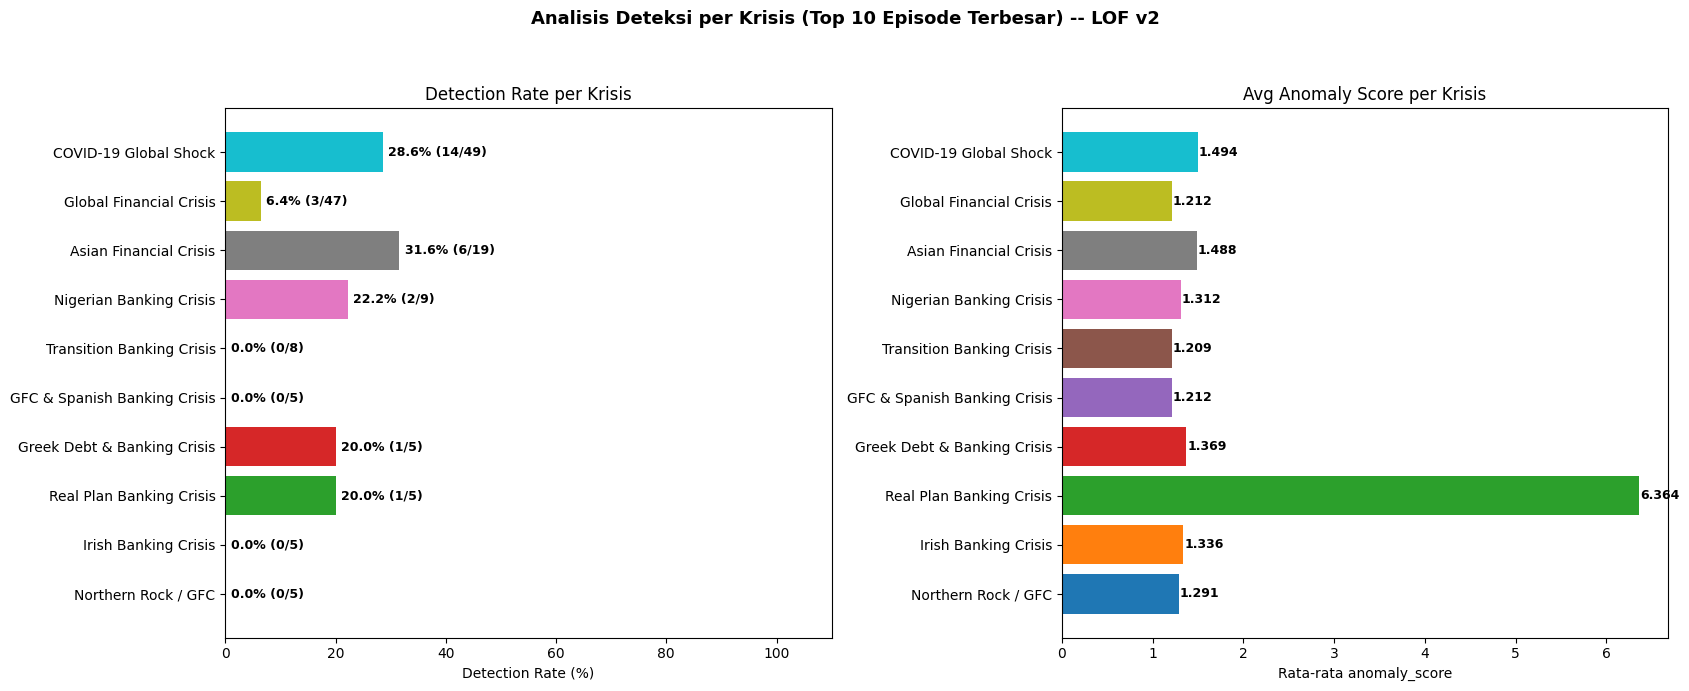 Analisis Deteksi per Krisis (Top 10 Episode Terbesar) -- LOF v2
Detection Rate per Krisis
COVID-19 Global Shock 28.6% (14/49)
Global Financial Crisis 6.4% (3/47)
Asian Financial Crisis 31.6% (6/19)
Nigerian Banking Crisis 22.2% (2/9)
Transition Banking Crisis 0.0% (0/8)
GFC & Spanish Banking Crisis 0.0% (0/5)
Greek Debt & Banking Crisis 20.0% (1/5)
Real Plan Banking Crisis 20.0% (1/5)
Irish Banking Crisis 0.0% (0/5)
Northern Rock / GFC 0.0% (0/5)
0 20 40 60 80 100
Detection Rate (%)
Avg Anomaly Score per Krisis
COVID-19 Global Shock 1.494
Global Financial Crisis 1.212
Asian Financial Crisis 1.488
Nigerian Banking Crisis 1.312
Transition Banking Crisis 1.209
GFC & Spanish Banking Crisis 1.212
Greek Debt & Banking Crisis 1.369
Real Plan Banking Crisis 6.364
Irish Banking Crisis 1.336
Northern Rock / GFC 1.291
0 1 2 3 4 5 6
Rata-rata anomaly_score